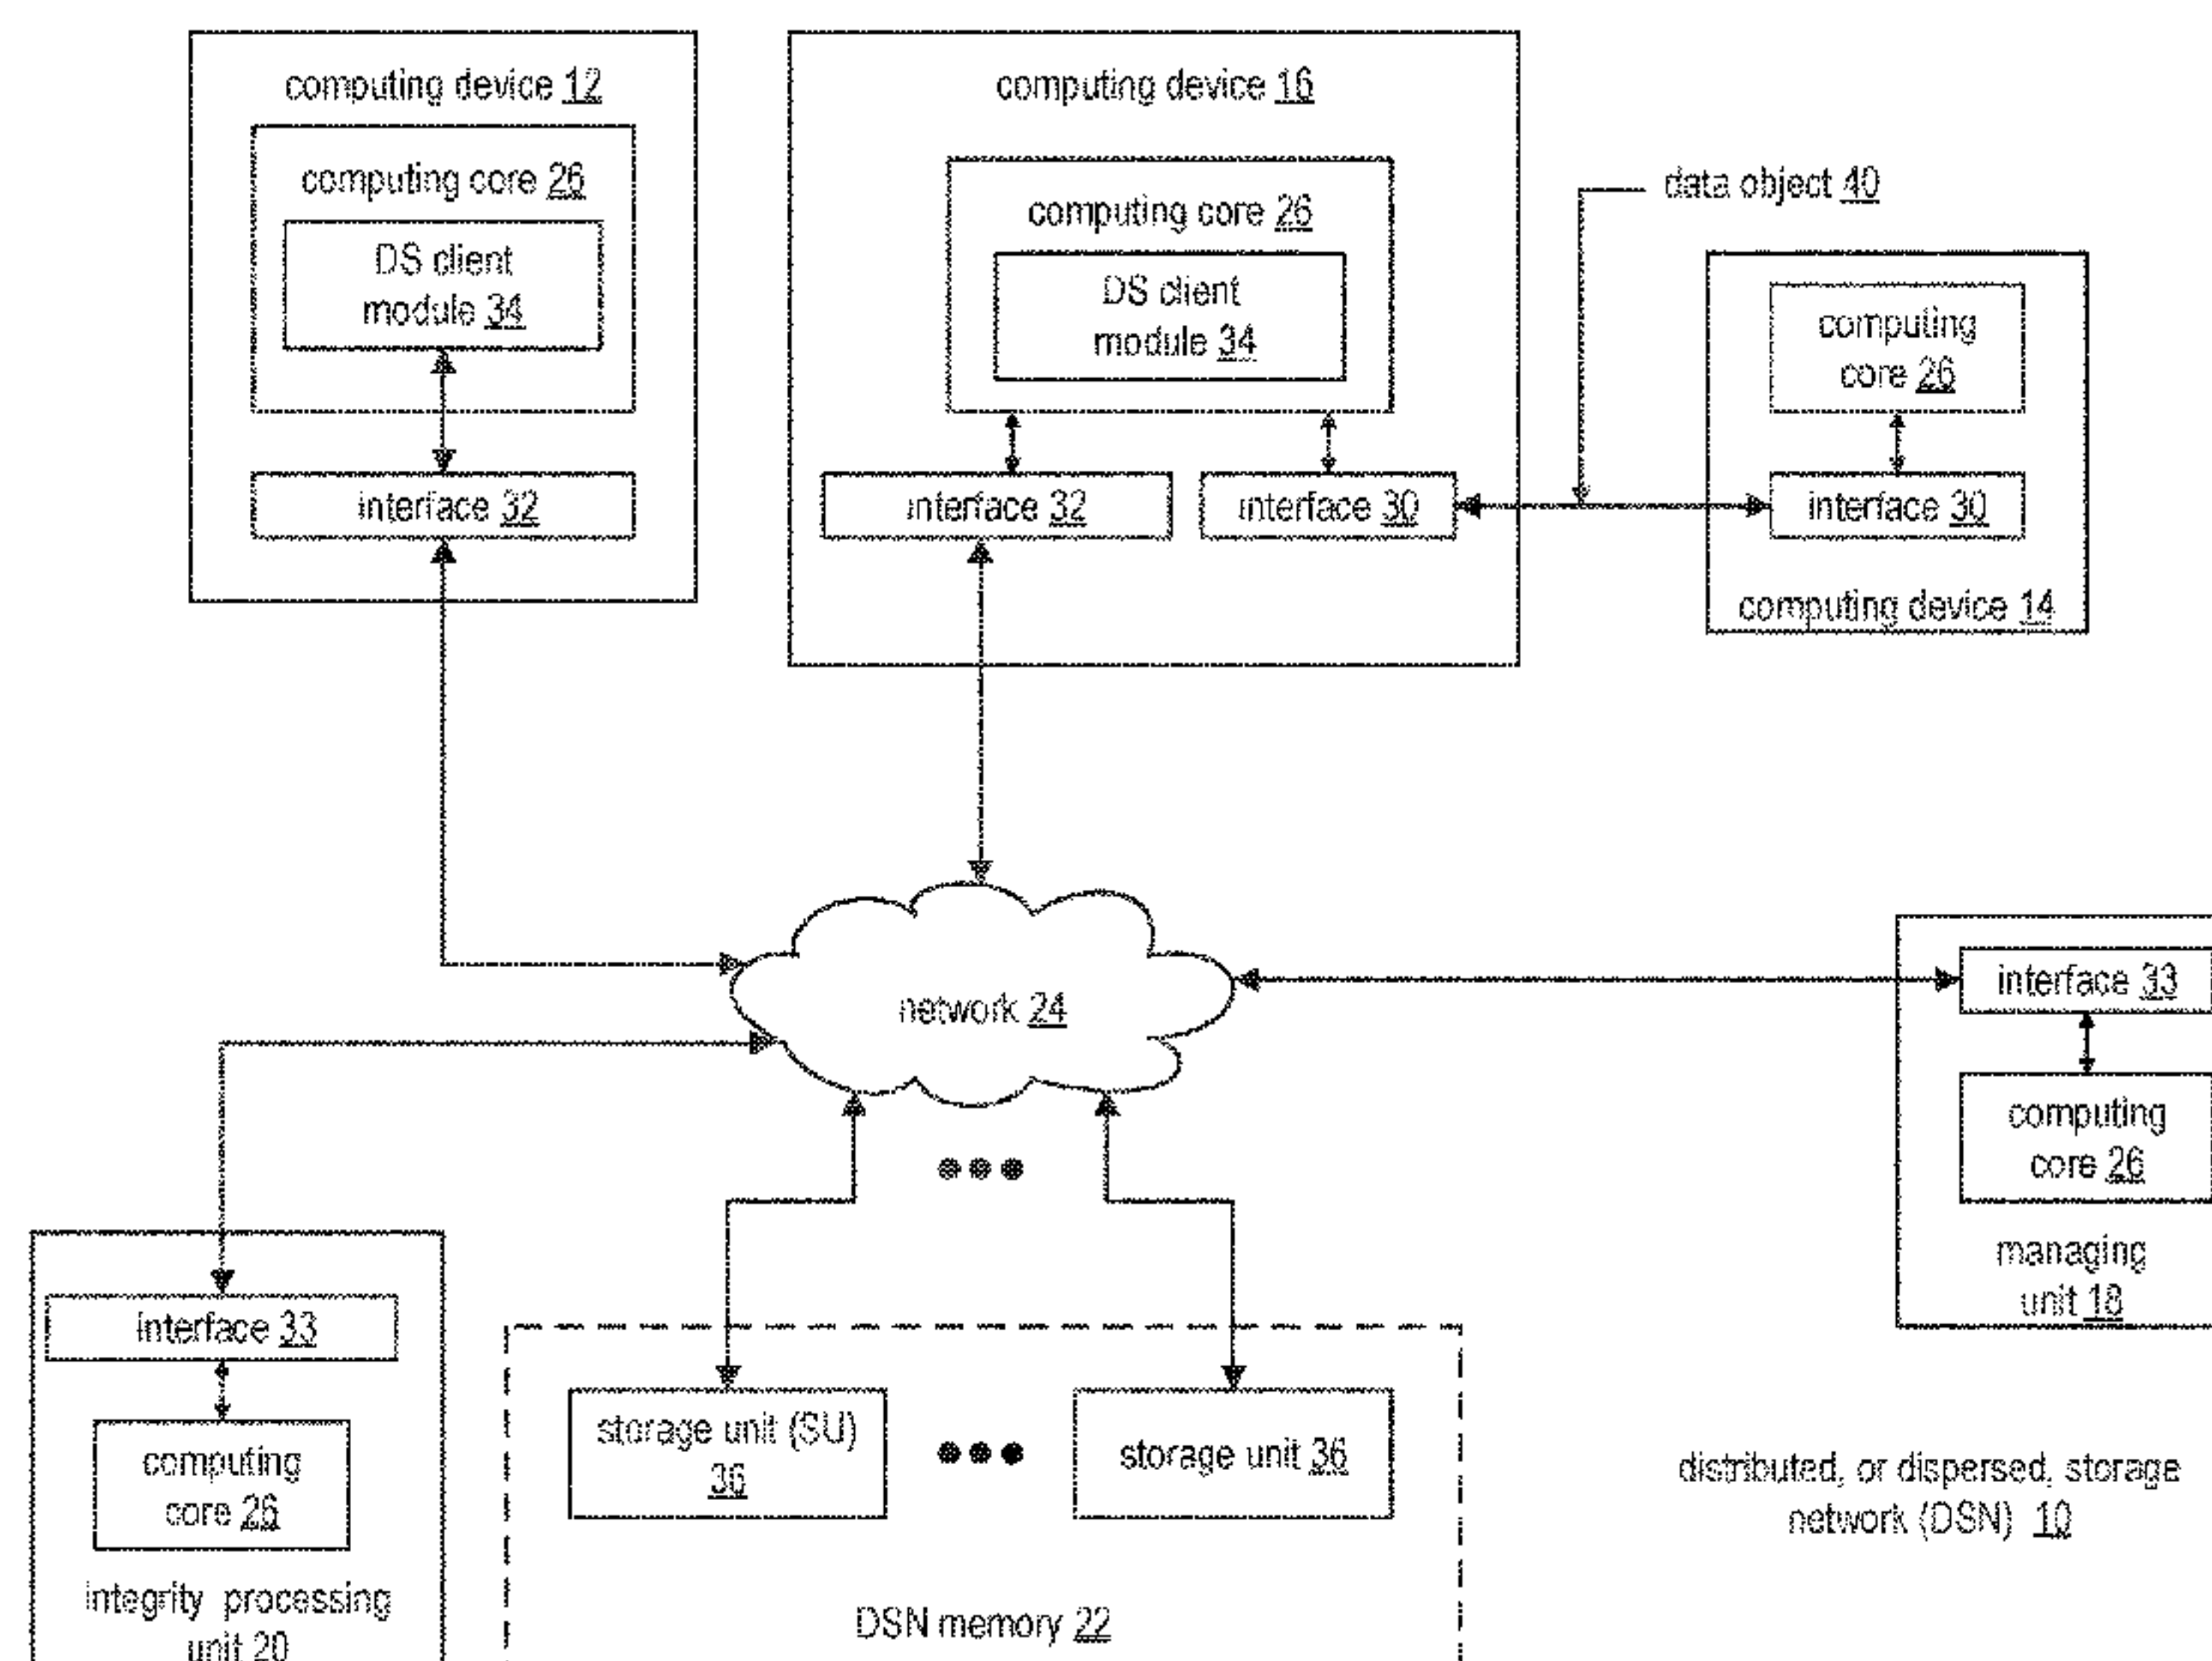 computing device 12
computing core 26
DS client
module 34
interface 32
computing device 16
computing core 26
DS client
module 34
interface 32
interface 30
data object 40
computing
core 26
interface 30
computing device 14
network 24
interface 33
computing
core 26
managing
unit 18
interface 33
computing
core 26
integrity processing
unit 20
storage unit (SU)
36
storage unit 36
DSN memory 22
distributed, or dispersed, storage
network (DSN) 10